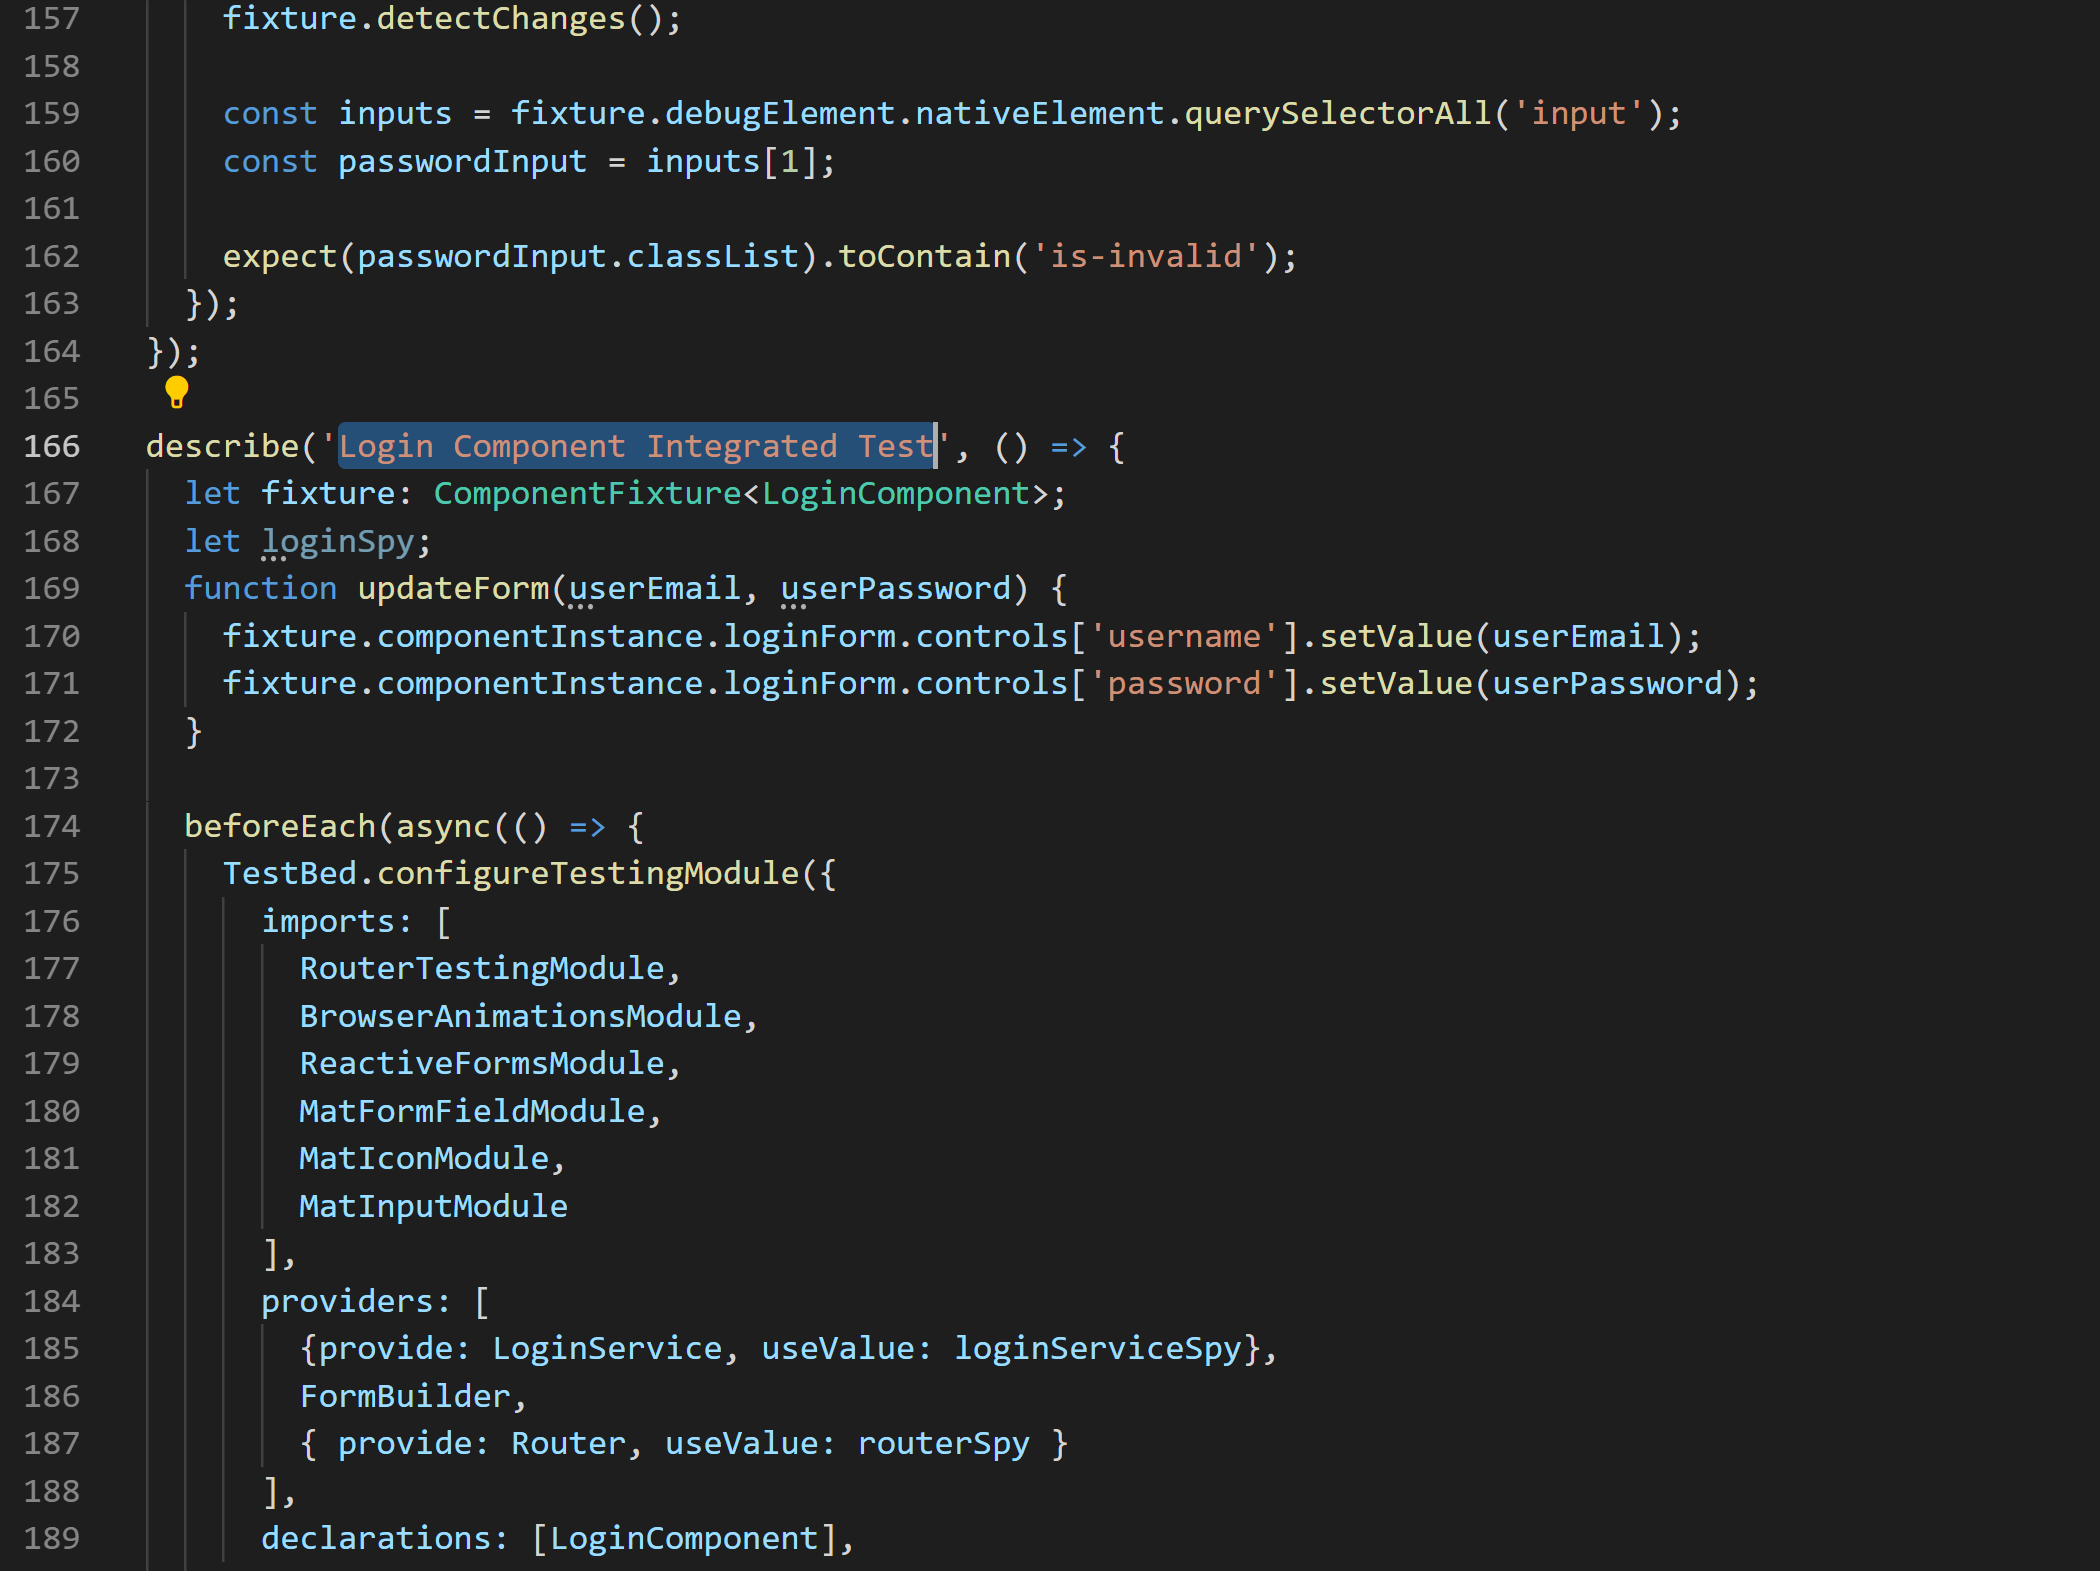 157 fixture.detectChanges();
158
159 const inputs = fixture.debugElement.nativeElement.querySelectorAll('input');
160 const passwordInput = inputs[1];
161
162 expect(passwordInput.classList).toContain('is-invalid');
163 });
164 });
165
166 describe('Login Component Integrated Test', () => {
167 let fixture: ComponentFixture<LoginComponent>;
168 let loginSpy;
169 function updateForm(userEmail, userPassword) {
170 fixture.componentInstance.loginForm.controls['username'].setValue(userEmail);
171 fixture.componentInstance.loginForm.controls['password'].setValue(userPassword);
172 }
173
174 beforeEach(async(() => {
175 TestBed.configureTestingModule({
176 imports: [
177 RouterTestingModule,
178 BrowserAnimationsModule,
179 ReactiveFormsModule,
180 MatFormFieldModule,
181 MatIconModule,
182 MatInputModule
183 ],
184 providers: [
185 {provide: LoginService, useValue: loginServiceSpy},
186 FormBuilder,
187 { provide: Router, useValue: routerSpy }
188 ],
189 declarations: [LoginComponent],